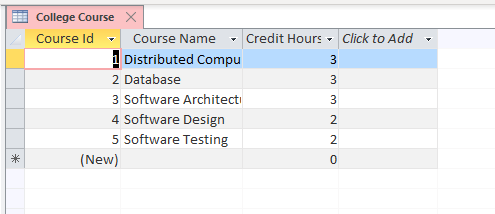 College Course
Course Id Course Name Credit Hours Click to Add
1 Distributed Compu 3
2 Database 3
3 Software Architectu 3
4 Software Design 2
5 Software Testing 2
(New) 0